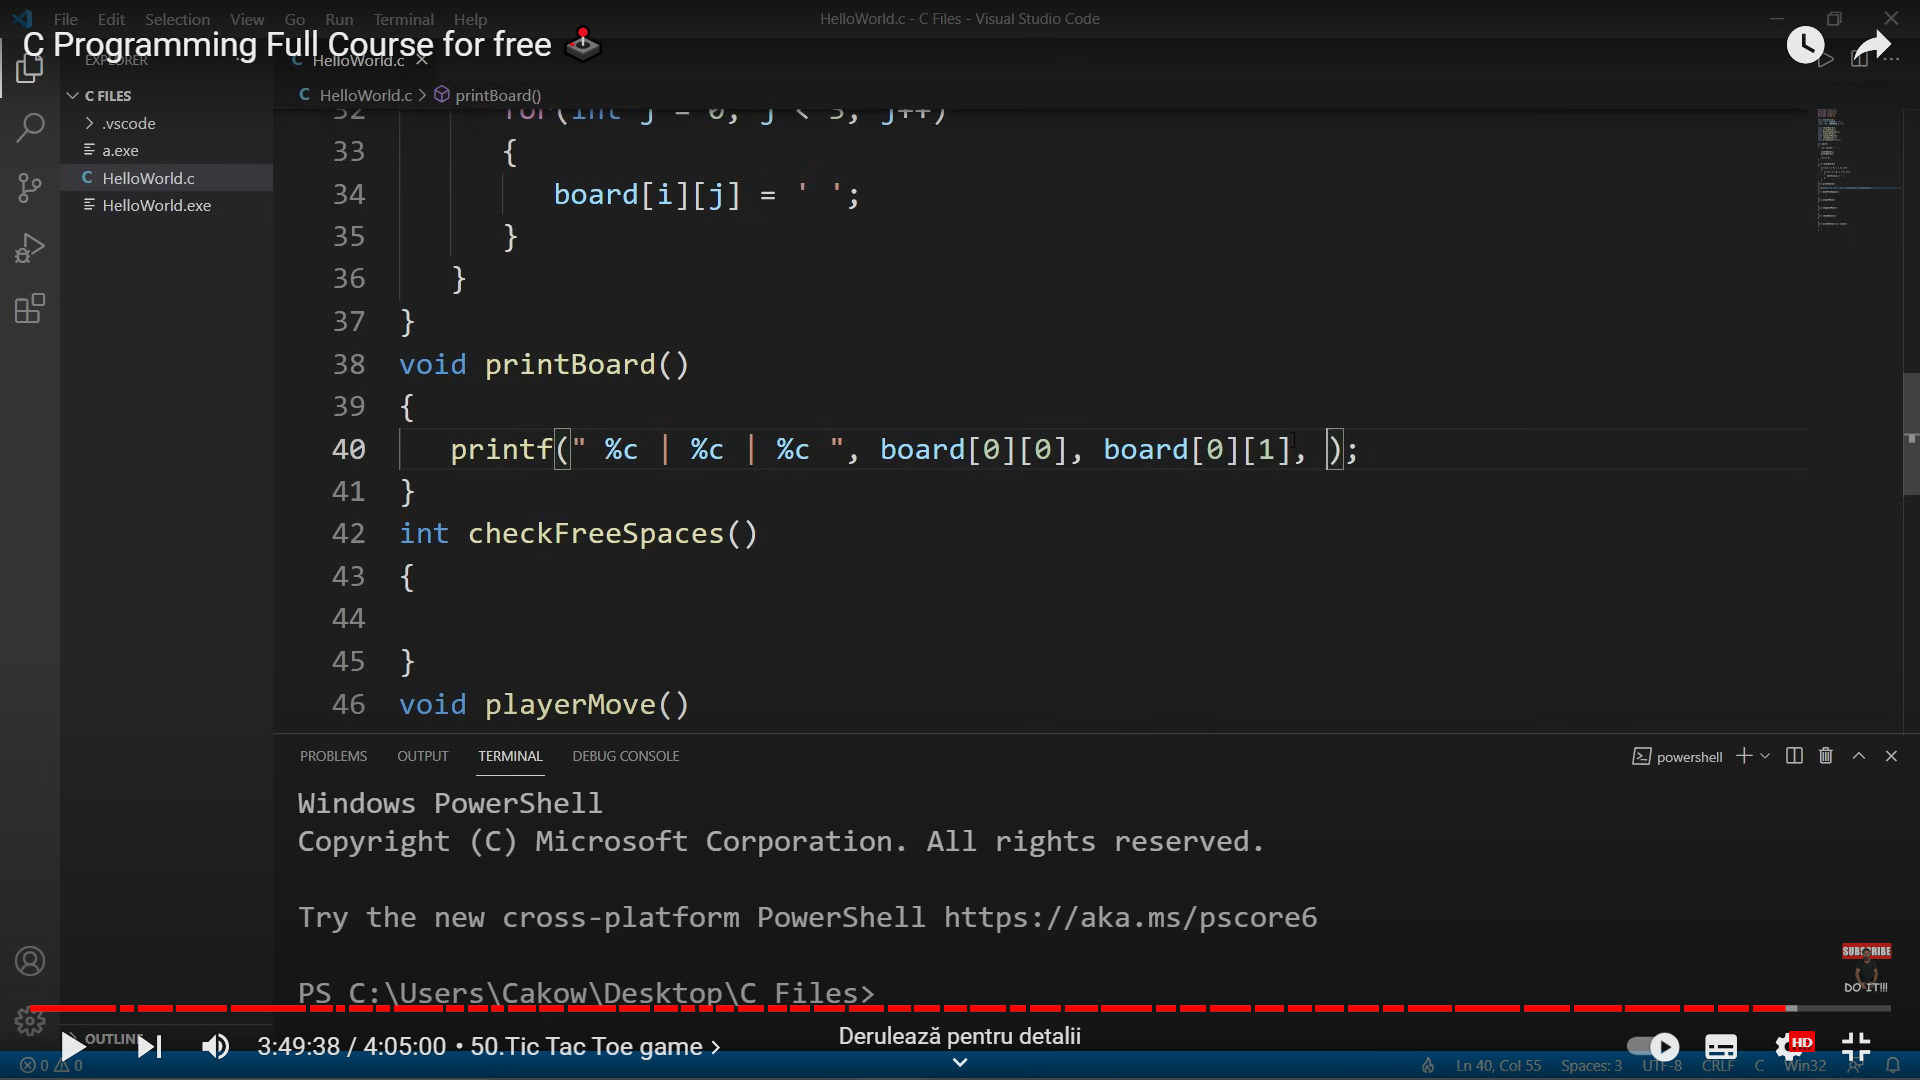 File Edit Selection View Go Run Terminal Help
HelloWorld.c - C Files - Visual Studio Code
C Programming Full Course for free
EXPLORER
C HelloWorld.c
C FILES
.vscode
a.exe
C HelloWorld.c
HelloWorld.exe
C HelloWorld.c > printBoard()
32 for(int j = 0; j < 3; j++)
33 {
34 board[i][j] = ' ';
35 }
36 }
37 }
38 void printBoard()
39 {
40 printf(" %c | %c | %c ", board[0][0], board[0][1], );
41 }
42 int checkFreeSpaces()
43 {
44
45 }
46 void playerMove()
PROBLEMS OUTPUT TERMINAL DEBUG CONSOLE
powershell
Windows PowerShell
Copyright (C) Microsoft Corporation. All rights reserved.
Try the new cross-platform PowerShell https://aka.ms/pscore6
PS C:\Users\Cakow\Desktop\C Files>
SUBSCRIBE
DO IT!!!
OUTLINE
3:49:38 / 4:05:00 • 50.Tic Tac Toe game >
Derulează pentru detalii
HD
0 0
Ln 40, Col 55 Spaces: 3 UTF-8 CRLF C Win32